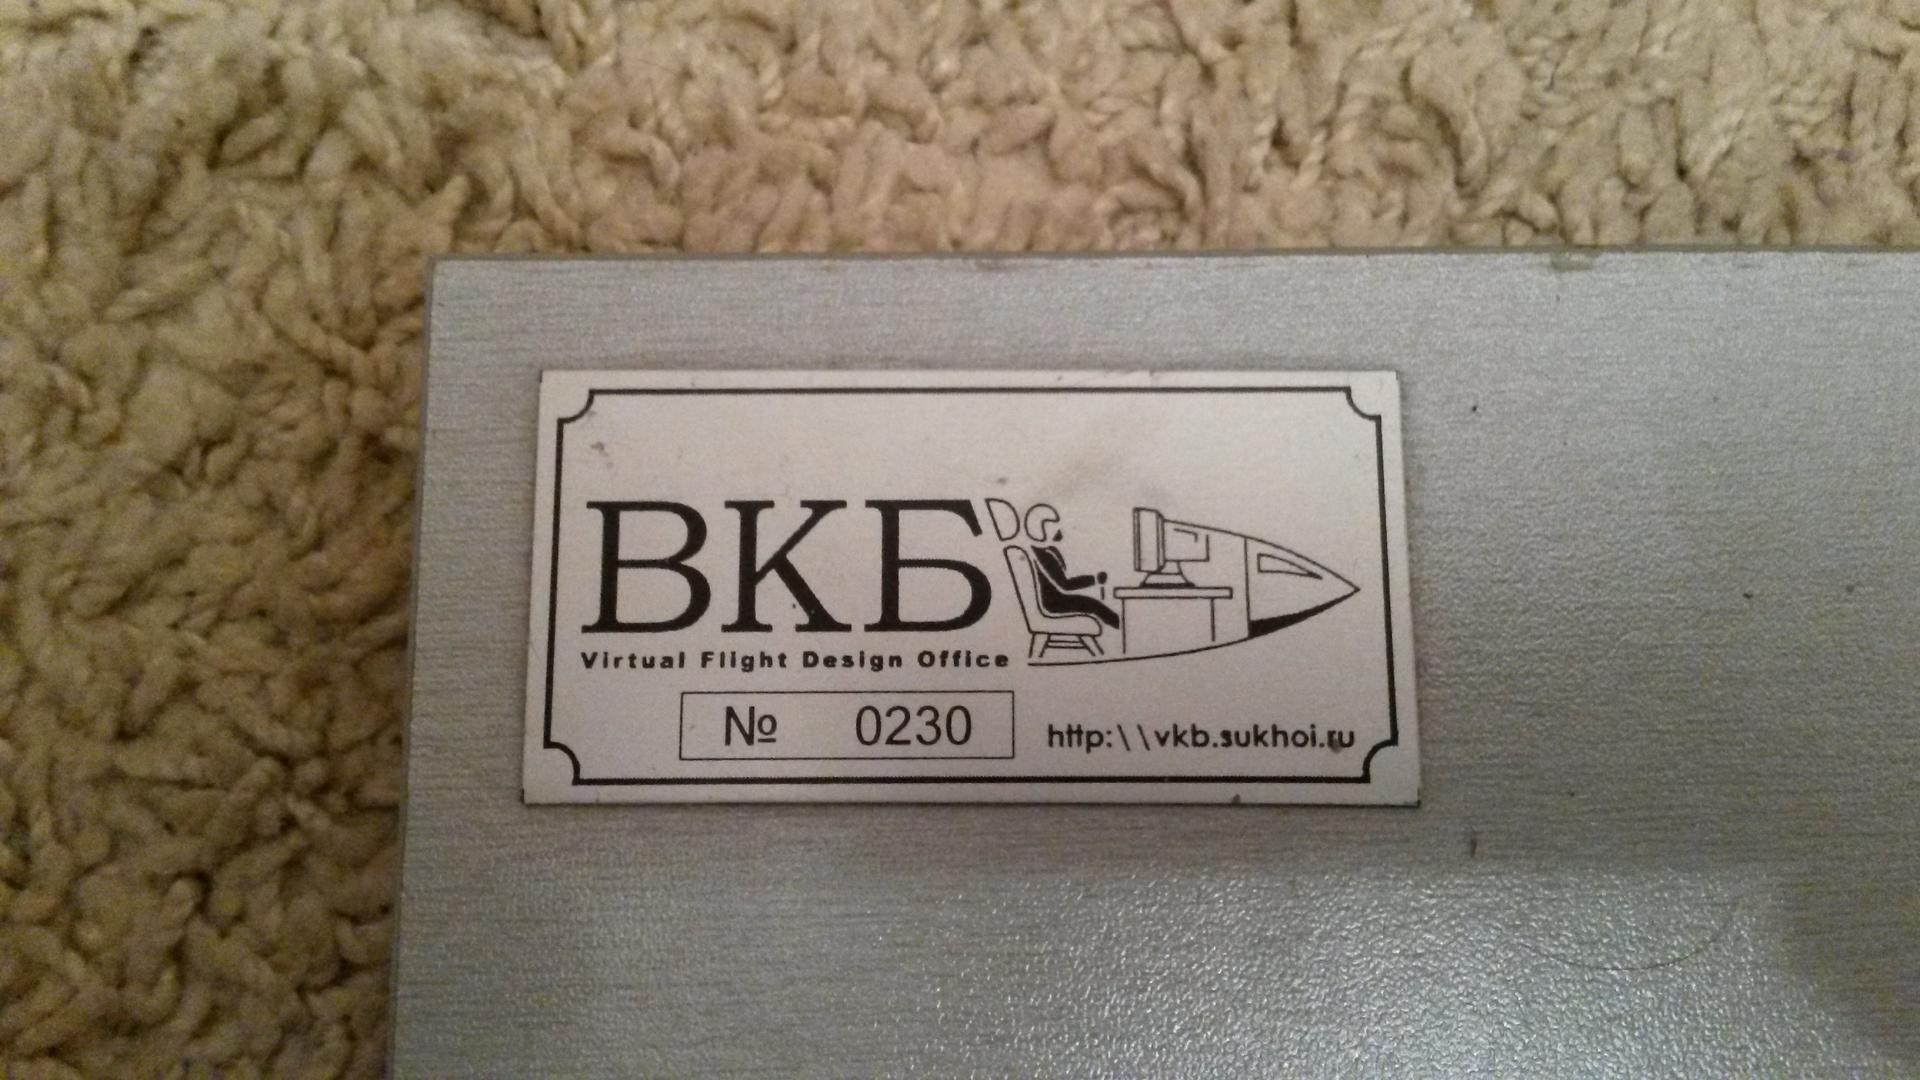 ВКБ
Virtual Flight Design Office
№ 0230
http:\\vkb.sukhoi.ru